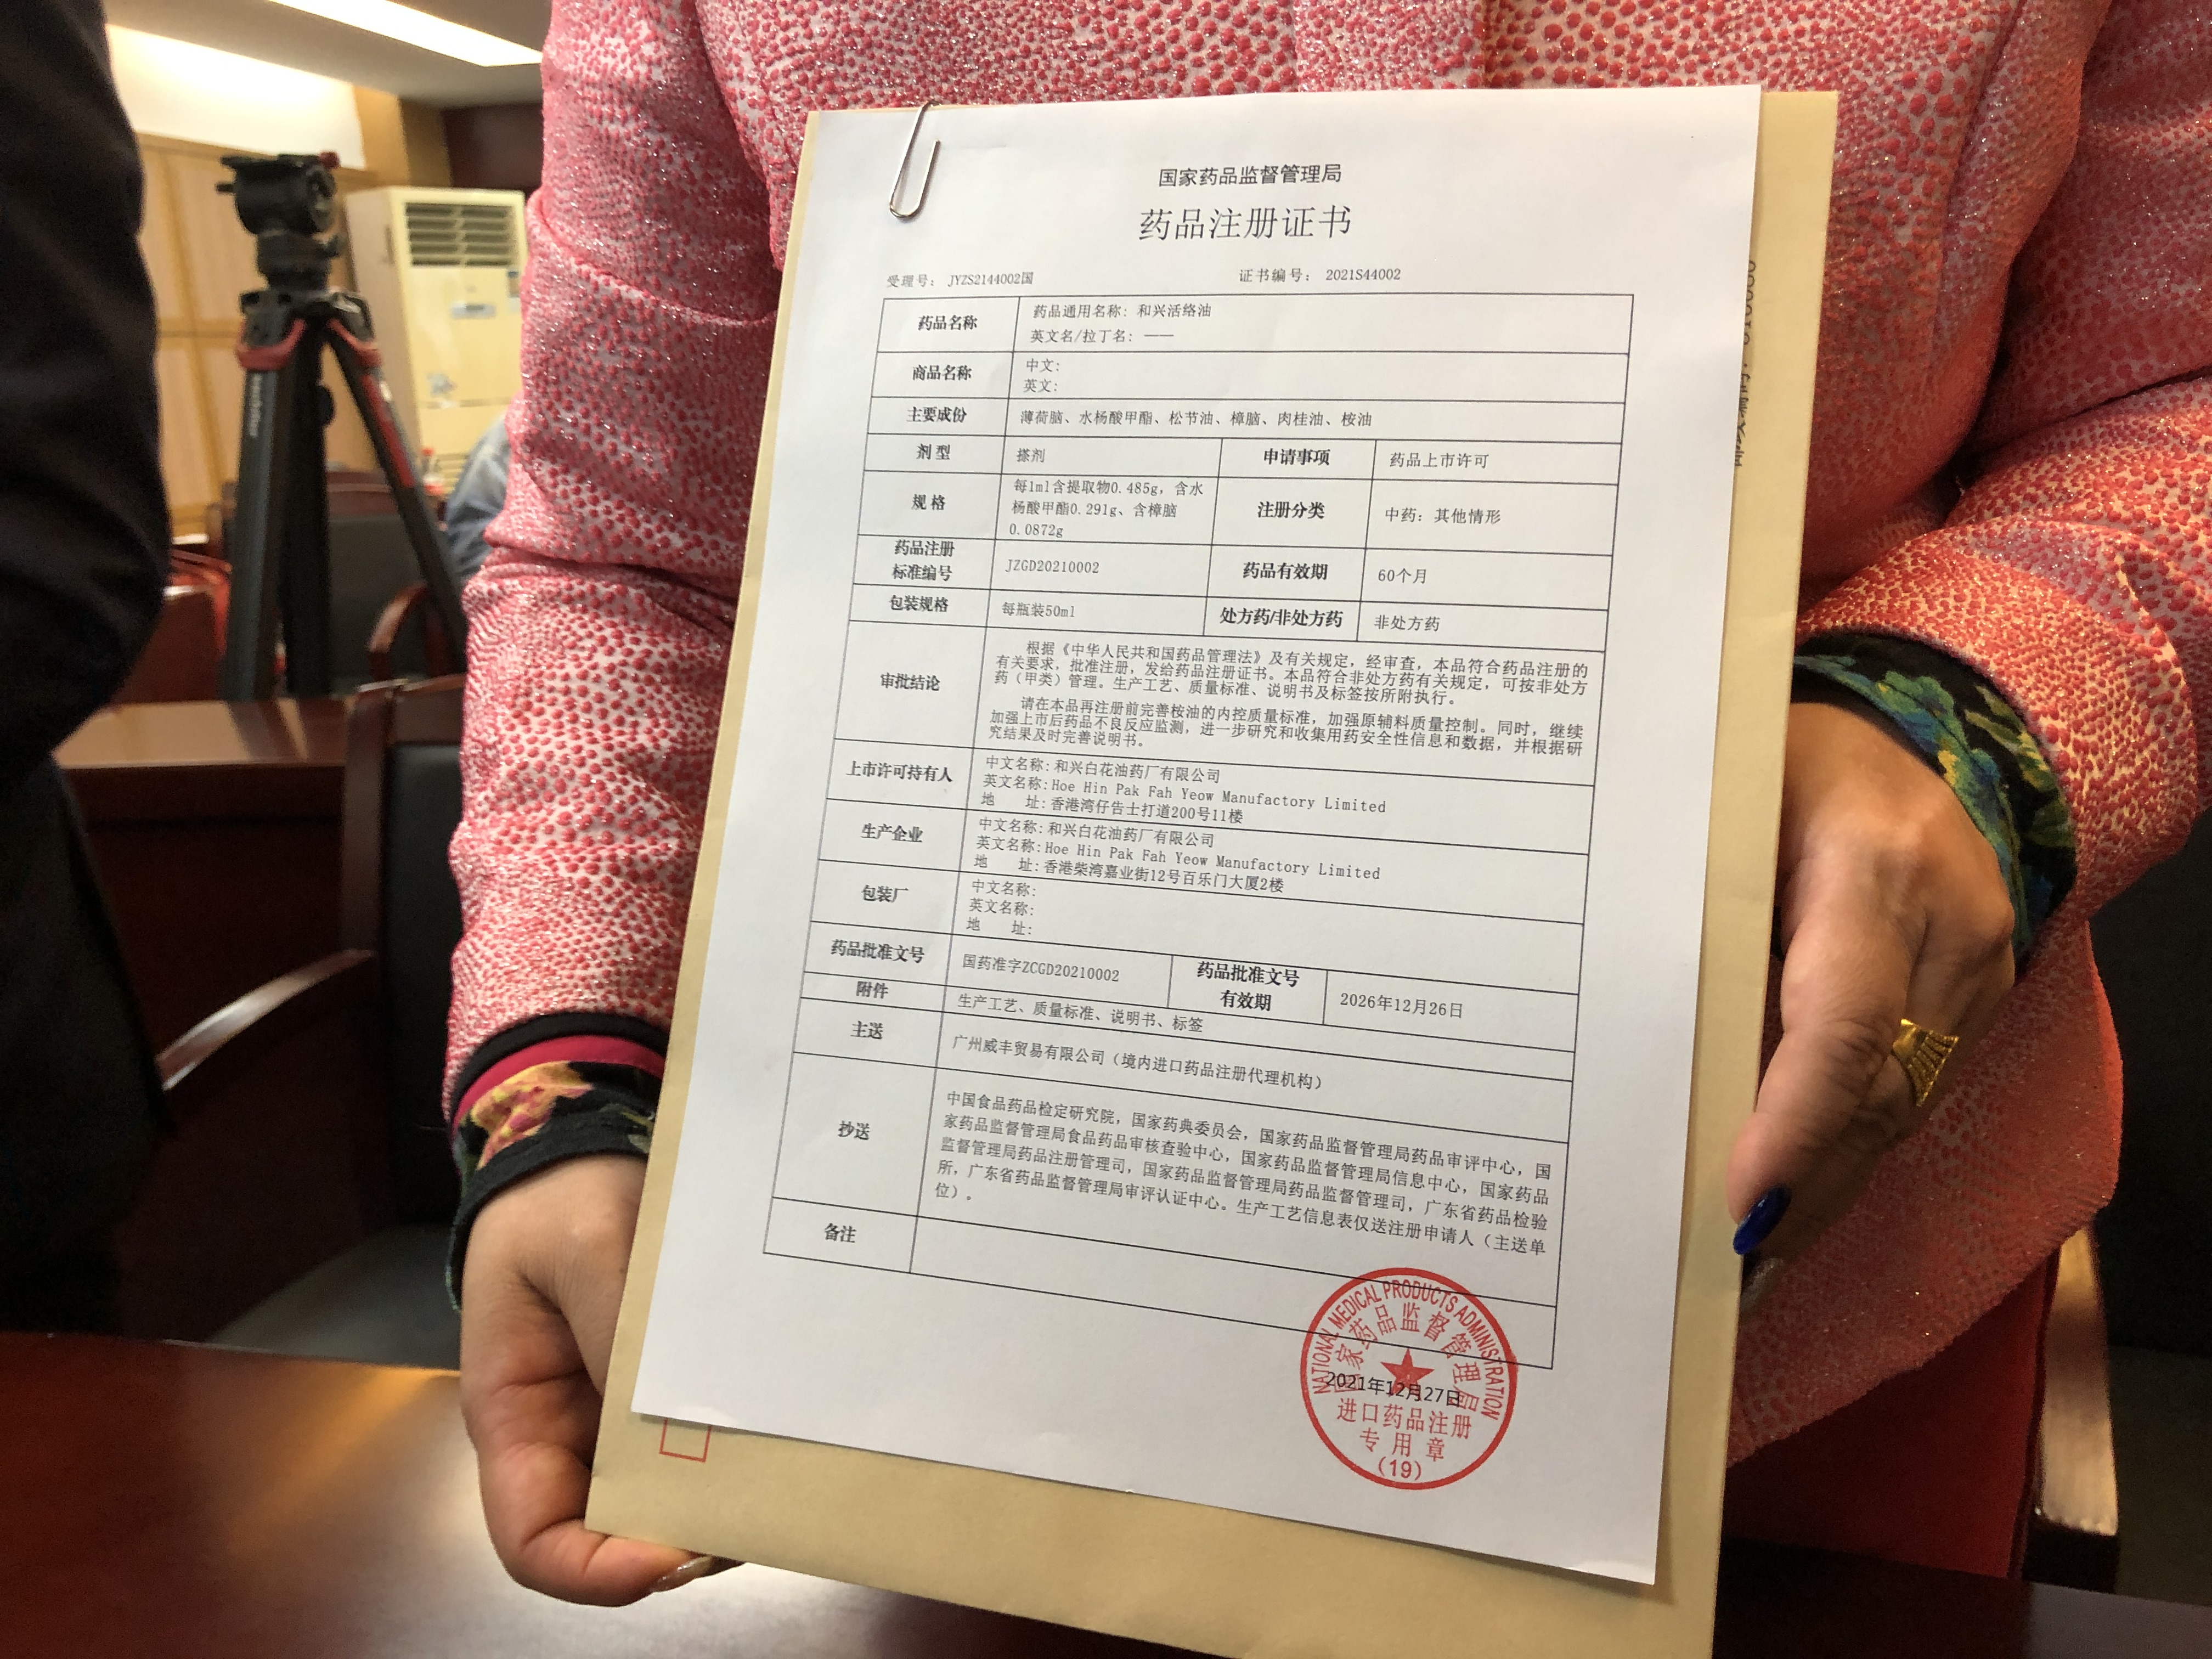 国家药品监督管理局
药品注册证书
受理号： JYZS2144002国
证书编号： 2021S44002
药品名称
药品通用名称：和兴活络油
英文名/拉丁名：——
商品名称
中文：
英文：
主要成份
薄荷脑、水杨酸甲酯、松节油、樟脑、肉桂油、桉油
剂 型
搽剂
申请事项
药品上市许可
规 格
每1ml含提取物0.485g，含水
杨酸甲酯0.291g、含樟脑
0.0872g
注册分类
中药：其他情形
药品注册
标准编号
JZGD20210002
药品有效期
60个月
包装规格
每瓶装50ml
处方药/非处方药
非处方药
审批结论
根据《中华人民共和国药品管理法》及有关规定，经审查，本品符合药品注册的
有关要求，批准注册，发给药品注册证书。本品符合非处方药有关规定，可按非处方
药（甲类）管理。生产工艺、质量标准、说明书及标签按所附执行。
请在本品再注册前完善桉油的内控质量标准，加强原辅料质量控制。同时，继续
加强上市后药品不良反应监测，进一步研究和收集用药安全性信息和数据，并根据研
究结果及时完善说明书。
上市许可持有人
中文名称：和兴白花油药厂有限公司
英文名称：Hoe Hin Pak Fah Yeow Manufactory Limited
地 址：香港湾仔告士打道200号11楼
生产企业
中文名称：和兴白花油药厂有限公司
英文名称：Hoe Hin Pak Fah Yeow Manufactory Limited
地 址：香港柴湾嘉业街12号百乐门大厦2楼
包装厂
中文名称：
英文名称：
地 址：
药品批准文号
国药准字ZCGD20210002
药品批准文号
有效期
2026年12月26日
附件
生产工艺、质量标准、说明书、标签
主送
广州威丰贸易有限公司（境内进口药品注册代理机构）
抄送
中国食品药品检定研究院，国家药典委员会，国家药品监督管理局药品审评中心，国
家药品监督管理局食品药品审核查验中心，国家药品监督管理局信息中心，国家药品
监督管理局药品注册管理司，国家药品监督管理局药品监督管理司，广东省药品检验
所，广东省药品监督管理局审评认证中心。生产工艺信息表仅送注册申请人（主送单
位）。
备注
NATIONAL MEDICAL PRODUCTS ADMINISTRATION
国家药品监督管理局
2021年12月27日
进口药品注册
专用章
(19)